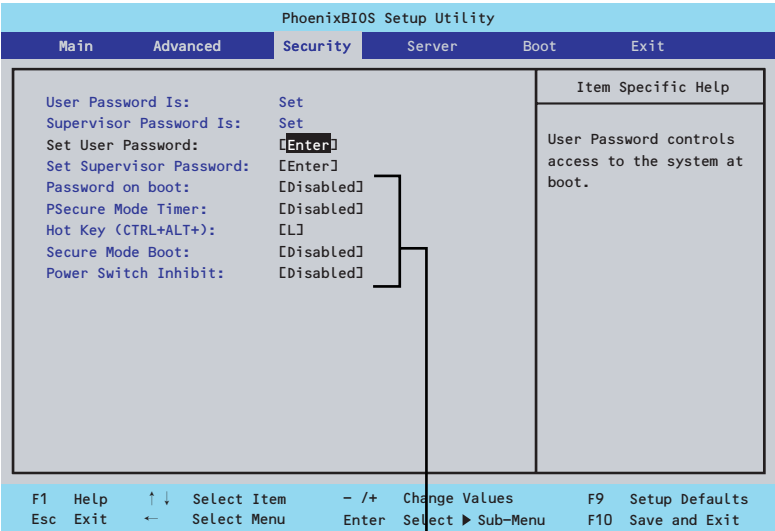 PhoenixBIOS Setup Utility
Main Advanced Security Server Boot Exit
User Password Is: Set
Supervisor Password Is: Set
Set User Password: [Enter]
Set Supervisor Password: [Enter]
Password on boot: [Disabled]
PSecure Mode Timer: [Disabled]
Hot Key (CTRL+ALT+): [L]
Secure Mode Boot: [Disabled]
Power Switch Inhibit: [Disabled]
Item Specific Help
User Password controls
access to the system at
boot.
F1 Help ↑↓ Select Item - /+ Change Values F9 Setup Defaults
Esc Exit ← Select Menu Enter Select ▶ Sub-Menu F10 Save and Exit